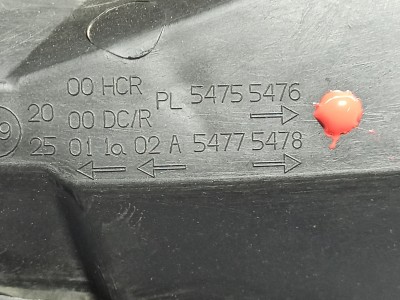 00 HCR PL 5475 5476
20 00 DC/R →
25 01 1a 02 A 5477 5478
← ← →